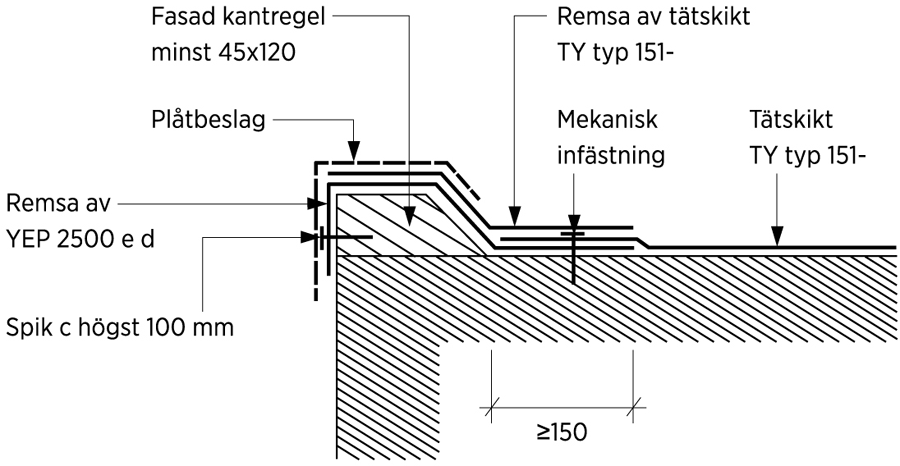 Fasad kantregel
minst 45x120
Remsa av tätskikt
TY typ 151-
Plåtbeslag
Mekanisk
infästning
Tätskikt
TY typ 151-
Remsa av
YEP 2500 e d
Spik c högst 100 mm
≥150